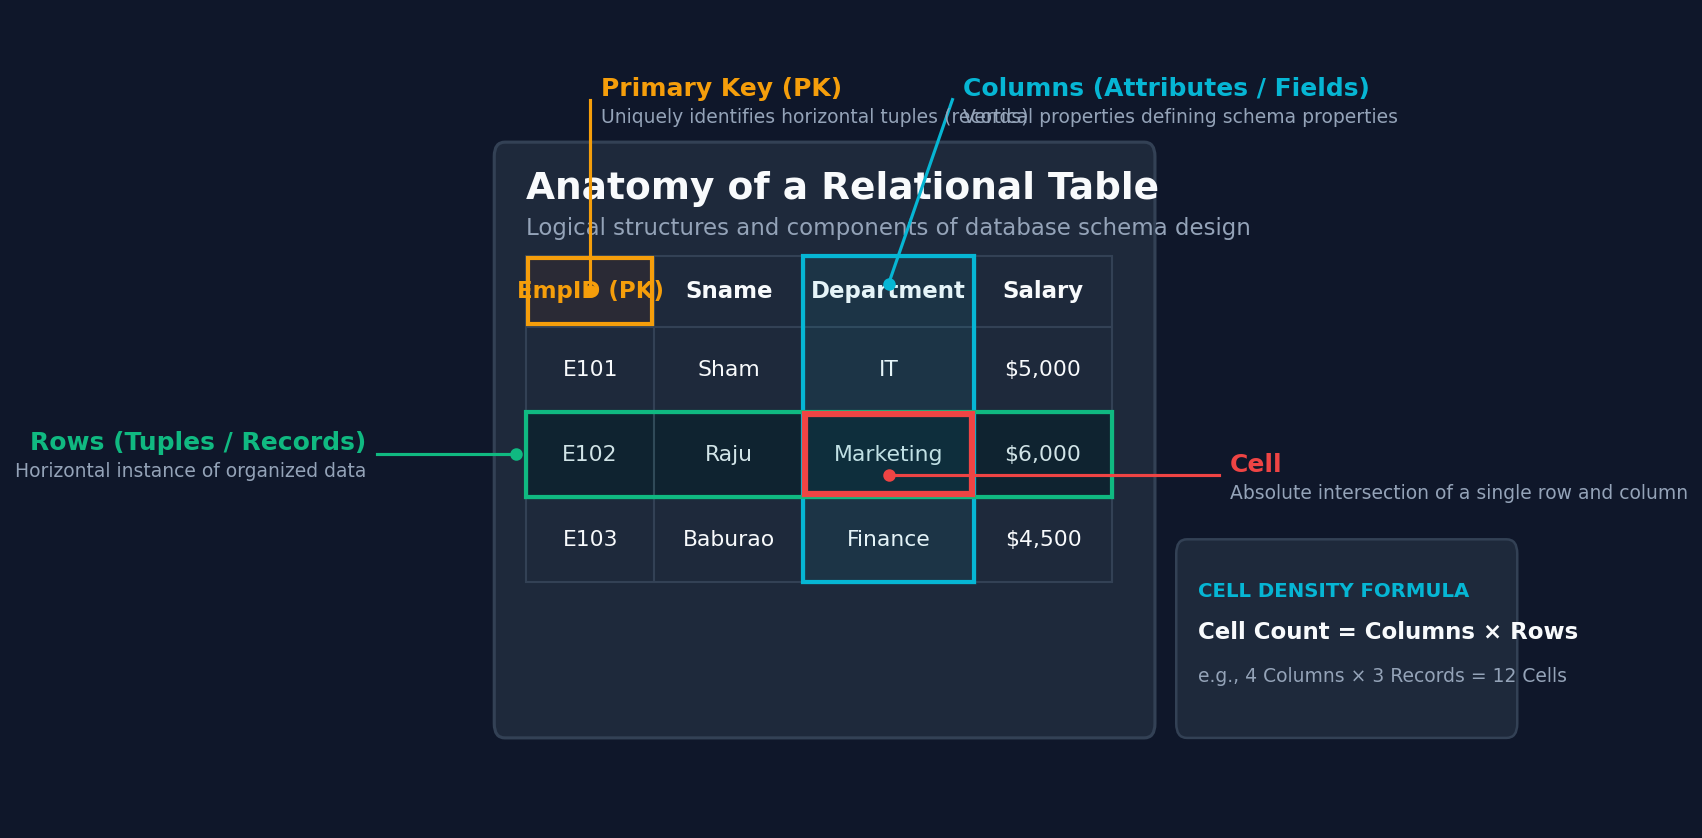 Primary Key (PK)
Uniquely identifies horizontal tuples (records)
Columns (Attributes / Fields)
Vertical properties defining schema properties
Anatomy of a Relational Table
Logical structures and components of database schema design
EmpID (PK) Sname Department Salary
E101 Sham IT $5,000
Rows (Tuples / Records)
Horizontal instance of organized data
E102 Raju Marketing $6,000
Cell
Absolute intersection of a single row and column
E103 Baburao Finance $4,500
CELL DENSITY FORMULA
Cell Count = Columns × Rows
e.g., 4 Columns × 3 Records = 12 Cells